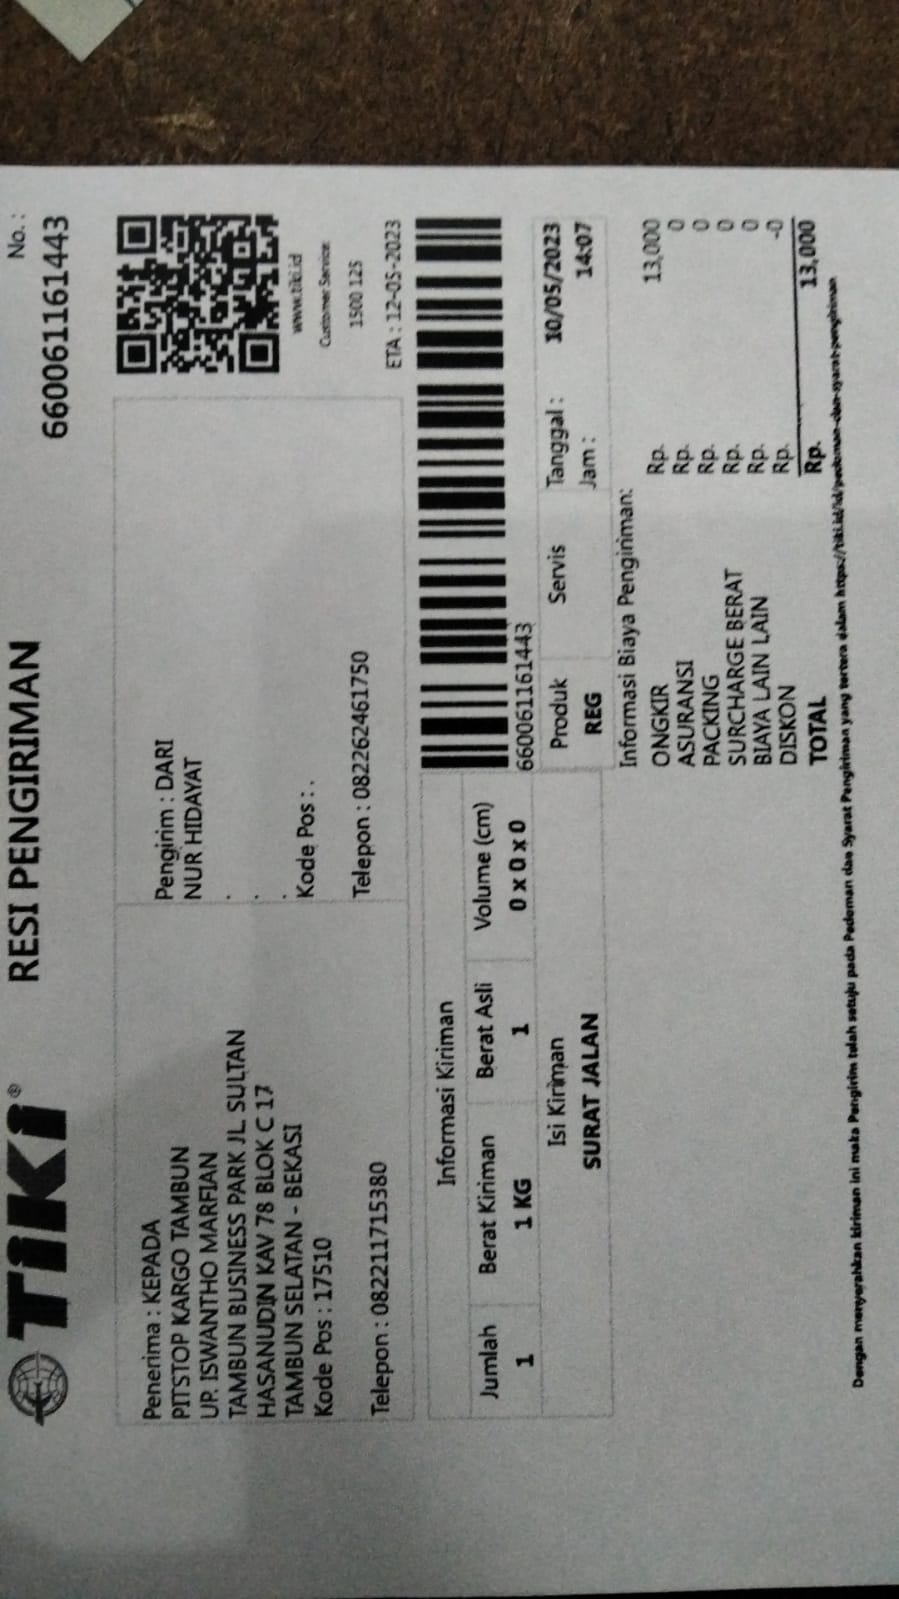 TIKI®
RESI PENGIRIMAN
No. :
660061161443
Penerima : KEPADA
PITSTOP KARGO TAMBUN
UP. ISWANTHO MARFIAN
TAMBUN BUSINESS PARK JL SULTAN
HASANUDIN KAV 78 BLOK C 17
TAMBUN SELATAN - BEKASI
Kode Pos : 17510
Telepon : 082211715380
Pengirim : DARI
NUR HIDAYAT
.
.
.
Kode Pos : .
Telepon : 082262461750
www.tiki.id
Customer Service
1500 125
ETA : 12-05-2023
Informasi Kiriman
Jumlah Berat Kiriman Berat Asli Volume (cm)
1 1 KG 1 0 x 0 x 0
Isi Kiriman
SURAT JALAN
660061161443
Produk Servis Tanggal : 10/05/2023
REG Jam : 14:07
Informasi Biaya Pengiriman:
ONGKIR Rp. 13,000
ASURANSI Rp. 0
PACKING Rp. 0
SURCHARGE BERAT Rp. 0
BIAYA LAIN LAIN Rp. 0
DISKON Rp. -0
TOTAL Rp. 13,000
Dengan menyerahkan kiriman ini maka Pengirim telah setuju pada Pedoman dan Syarat Pengiriman yang tertera dalam https://tiki.id/id/pedoman-dan-syarat-pengiriman